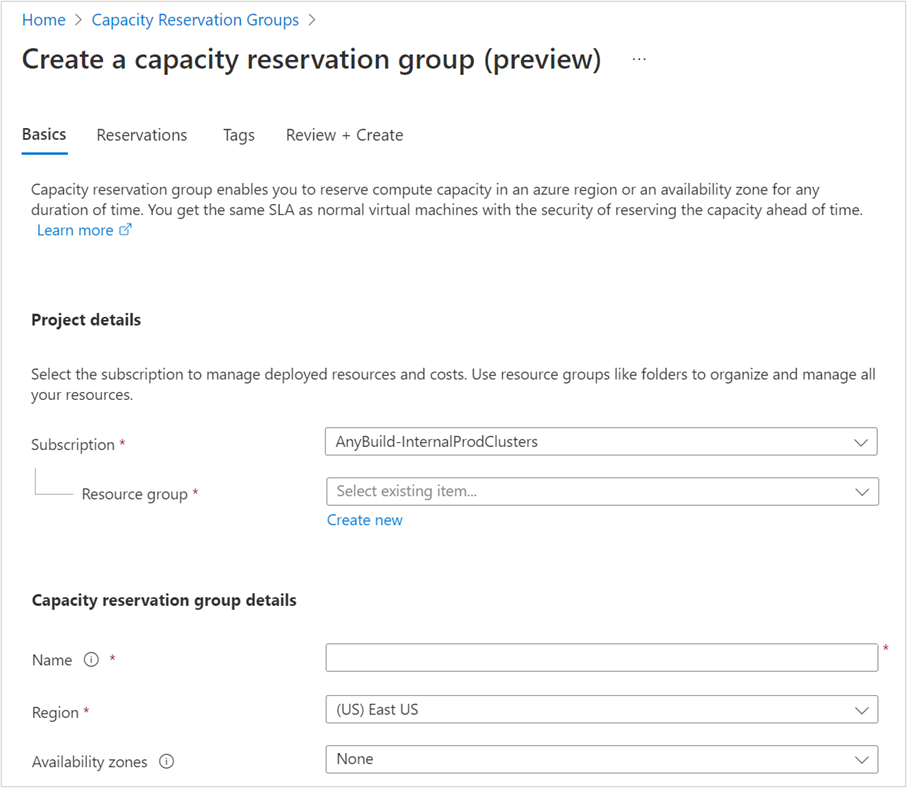 Home > Capacity Reservation Groups >
Create a capacity reservation group (preview) ...
Basics Reservations Tags Review + Create
Capacity reservation group enables you to reserve compute capacity in an azure region or an availability zone for any
duration of time. You get the same SLA as normal virtual machines with the security of reserving the capacity ahead of time.
Learn more
Project details
Select the subscription to manage deployed resources and costs. Use resource groups like folders to organize and manage all
your resources.
Subscription * AnyBuild-InternalProdClusters
Resource group * Select existing item...
Create new
Capacity reservation group details
Name * *
Region * (US) East US
Availability zones None